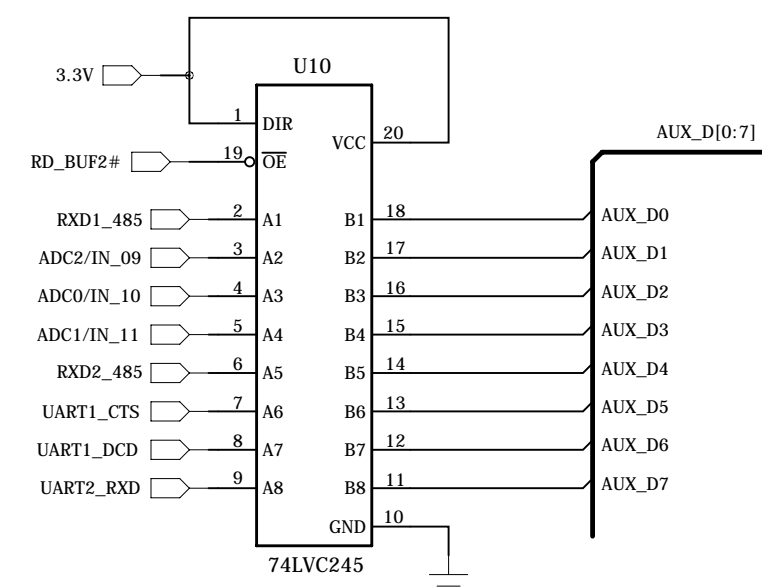 U10
3.3V
AUX_D[0:7]
1 DIR
VCC 20
RD_BUF2# 19 OE
RXD1_485 2 A1 B1 18 AUX_D0
ADC2/IN_09 3 A2 B2 17 AUX_D1
ADC0/IN_10 4 A3 B3 16 AUX_D2
ADC1/IN_11 5 A4 B4 15 AUX_D3
RXD2_485 6 A5 B5 14 AUX_D4
UART1_CTS 7 A6 B6 13 AUX_D5
UART1_DCD 8 A7 B7 12 AUX_D6
UART2_RXD 9 A8 B8 11 AUX_D7
GND 10
74LVC245